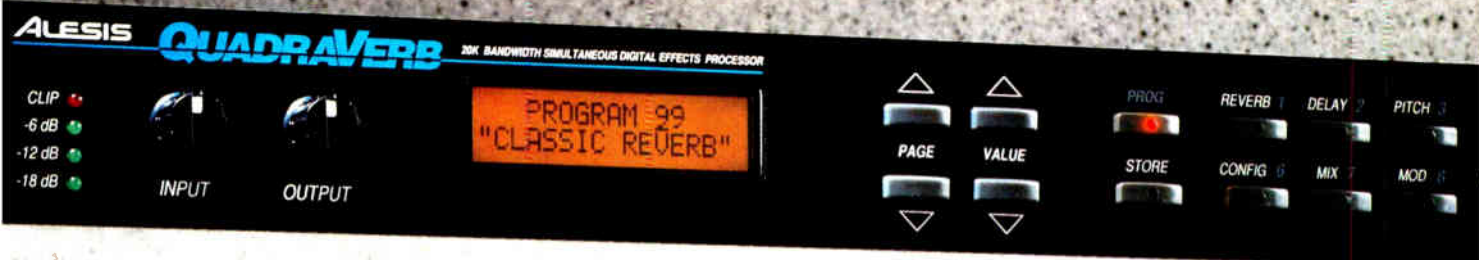 ALESIS
QUADRAVERB
20K BANDWIDTH SIMULTANEOUS DIGITAL EFFECTS PROCESSOR
CLIP
-6 dB
-12 dB
-18 dB
INPUT
OUTPUT
PROGRAM 99
"CLASSIC REVERB"
PAGE
VALUE
PROG
REVERB 1
DELAY 2
PITCH 3
STORE
CONFIG 6
MIX 7
MOD 8